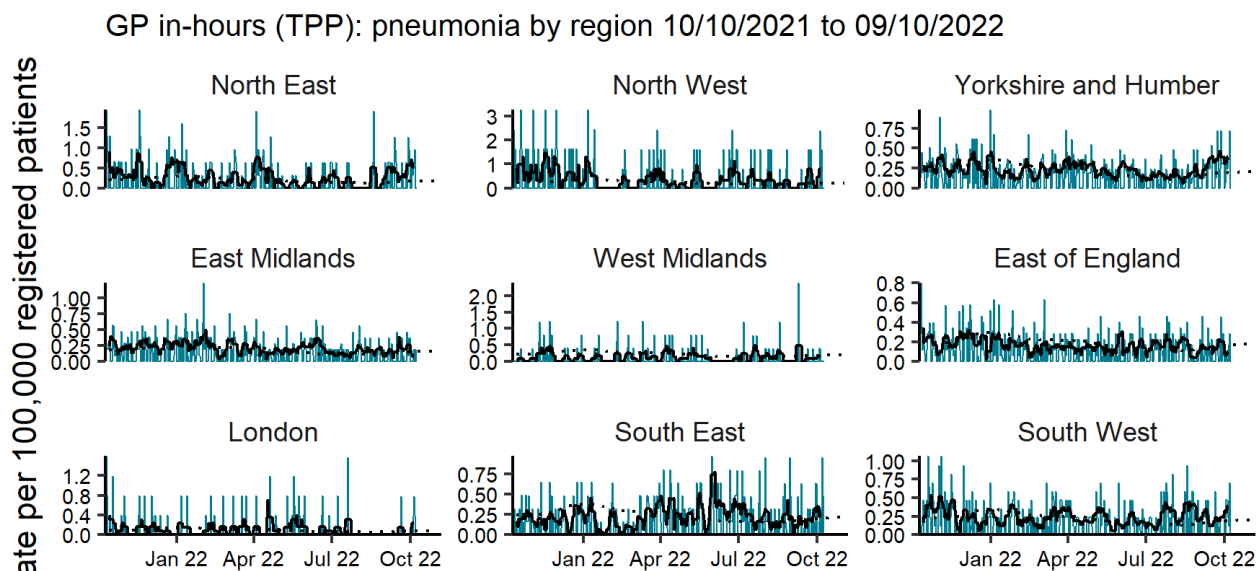 GP in-hours (TPP): pneumonia by region 10/10/2021 to 09/10/2022
per 100,000 registered patients
North East
1.5
1.0
0.5
0.0
North West
3
2
1
0
Yorkshire and Humber
0.75
0.50
0.25
0.00
East Midlands
1.00
0.75
0.50
0.25
0.00
West Midlands
2.0
1.5
1.0
0.5
0.0
East of England
0.8
0.6
0.4
0.2
0.0
London
1.2
0.8
0.4
0.0
South East
0.75
0.50
0.25
0.00
South West
1.00
0.75
0.50
0.25
0.00
Jan 22 Apr 22 Jul 22 Oct 22
Jan 22 Apr 22 Jul 22 Oct 22
Jan 22 Apr 22 Jul 22 Oct 22